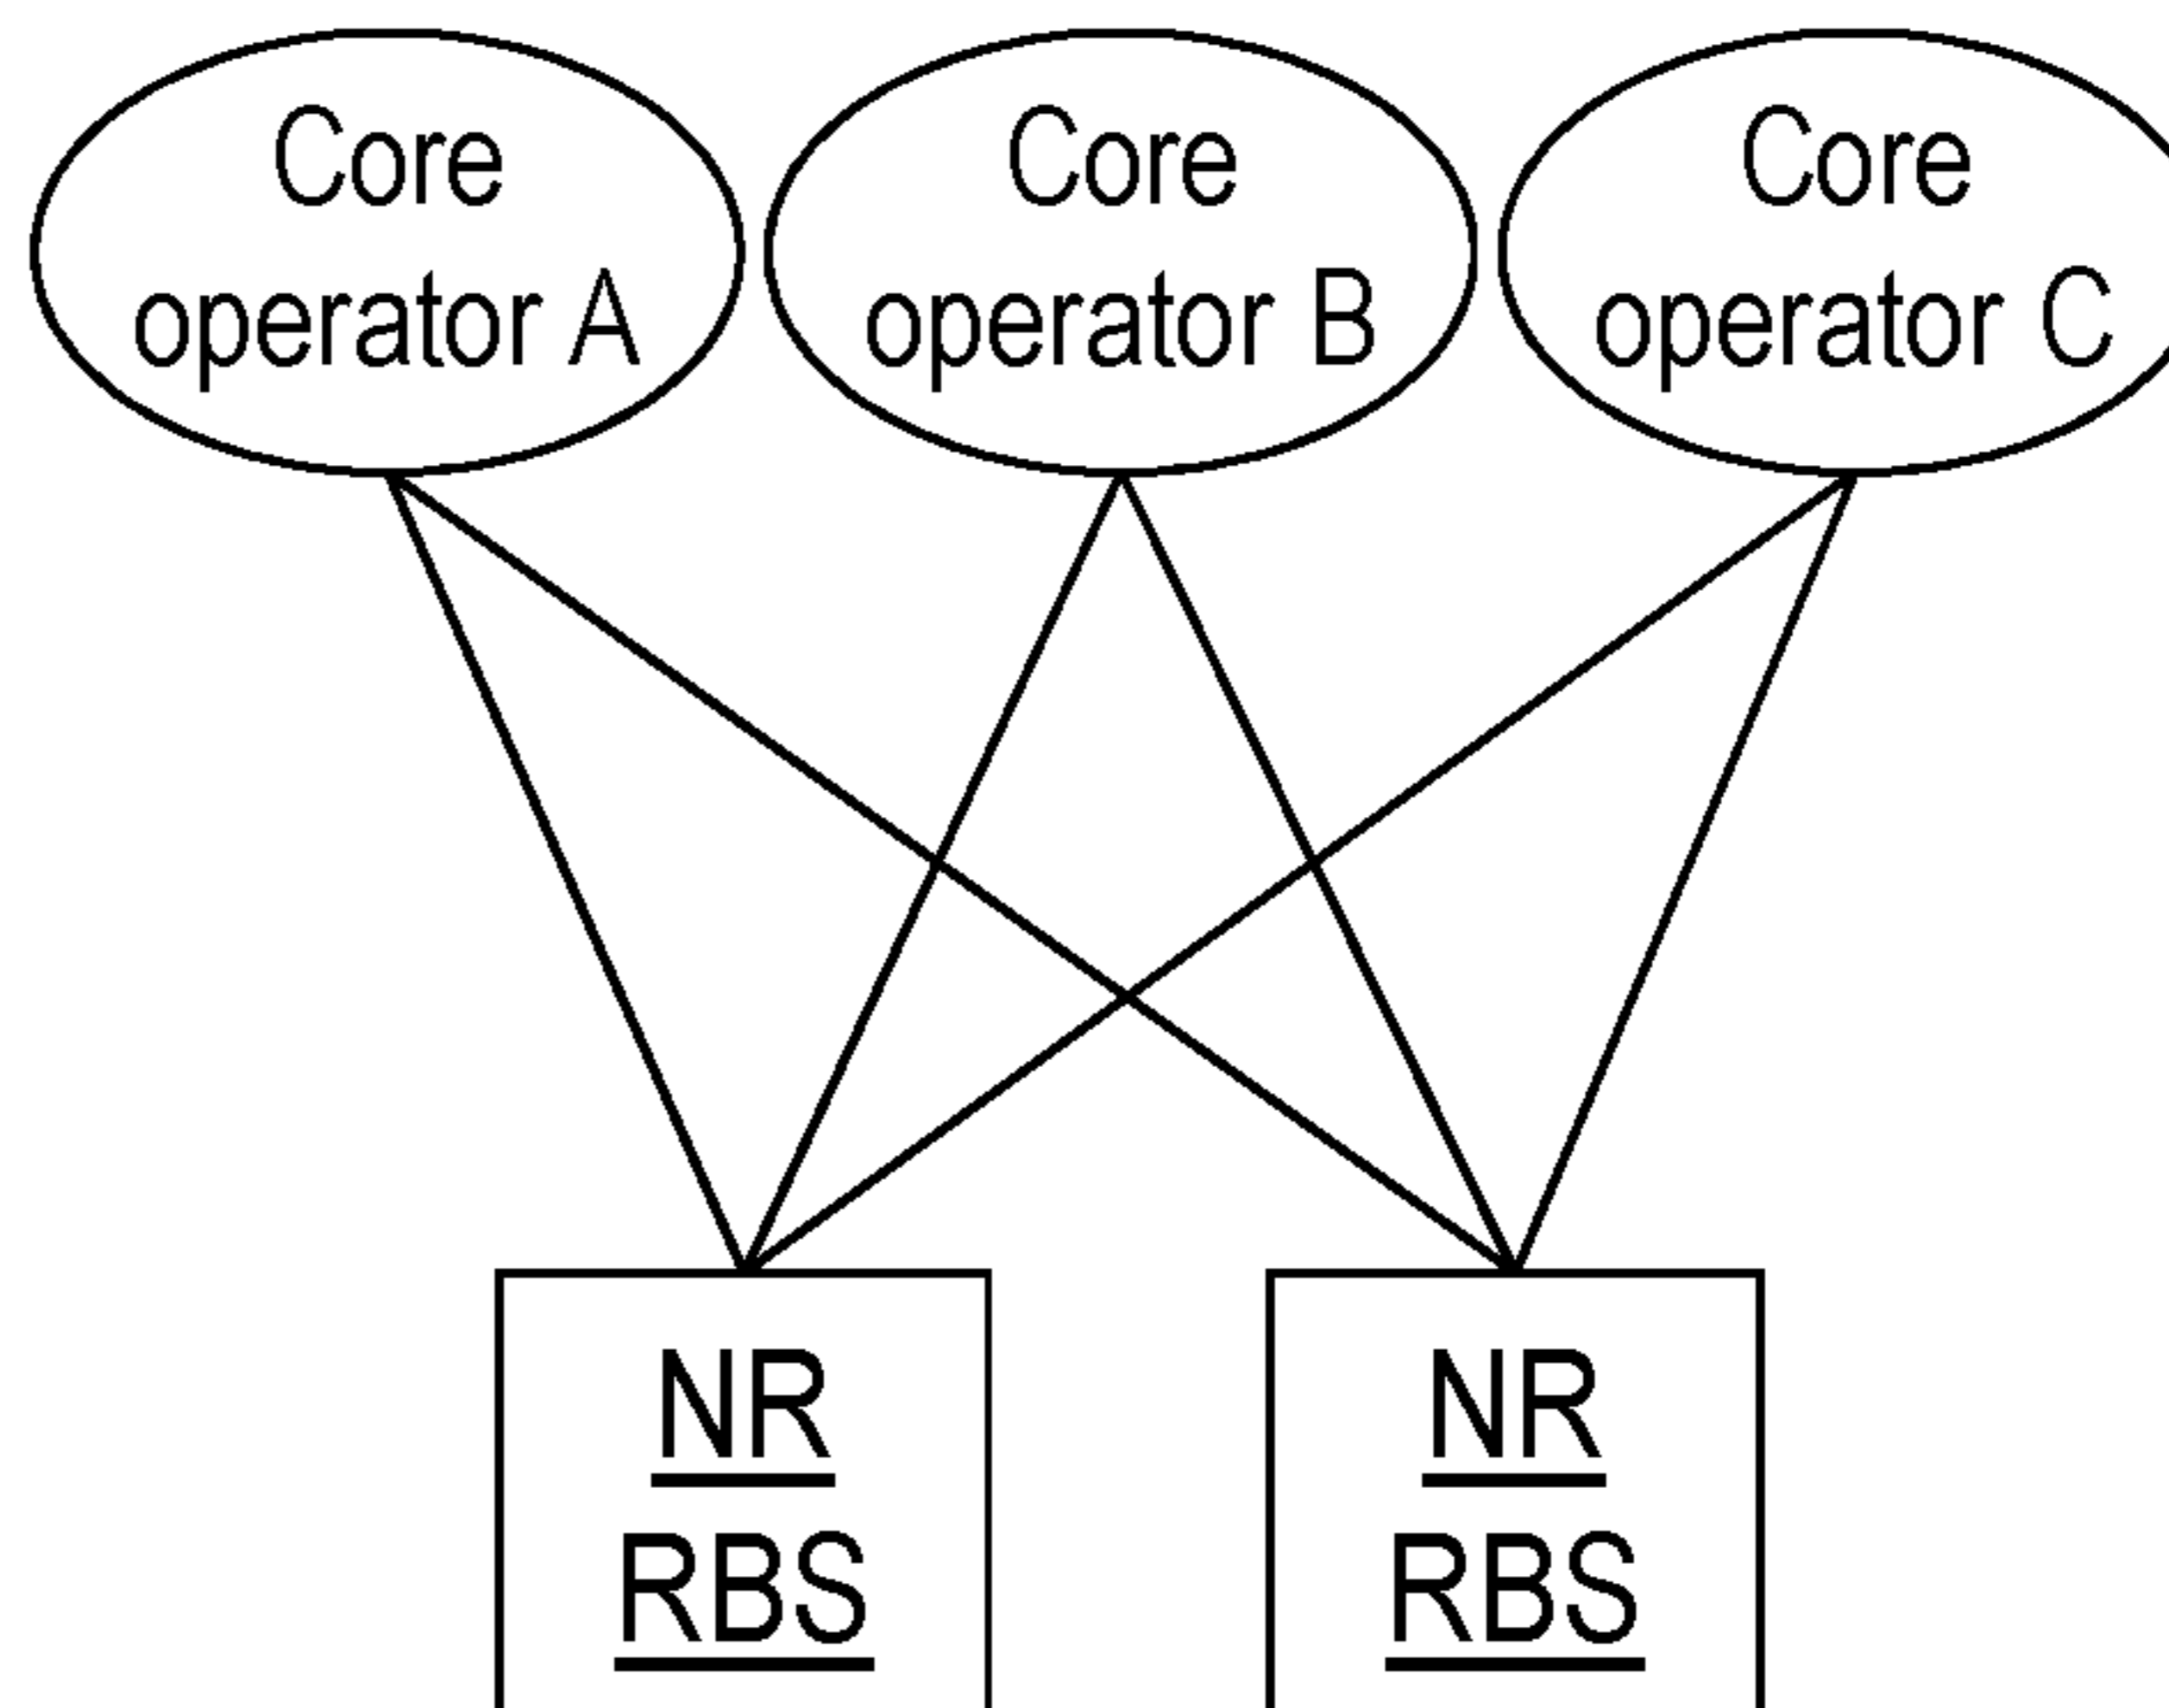 Core
operator A
Core
operator B
Core
operator C
NR
RBS
NR
RBS